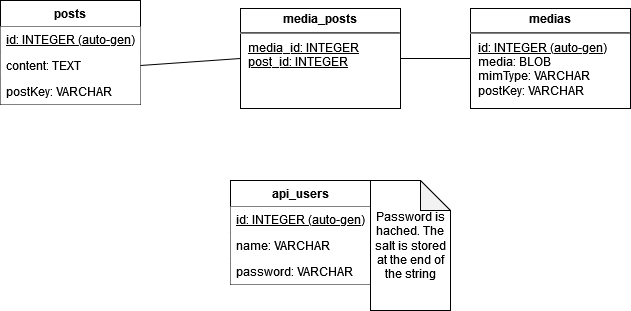 posts
id: INTEGER (auto-gen)
content: TEXT
postKey: VARCHAR
media_posts
media_id: INTEGER
post_id: INTEGER
medias
id: INTEGER (auto-gen)
media: BLOB
mimType: VARCHAR
postKey: VARCHAR
api_users
id: INTEGER (auto-gen)
name: VARCHAR
password: VARCHAR
Password is
hached. The
salt is stored
at the end of
the string